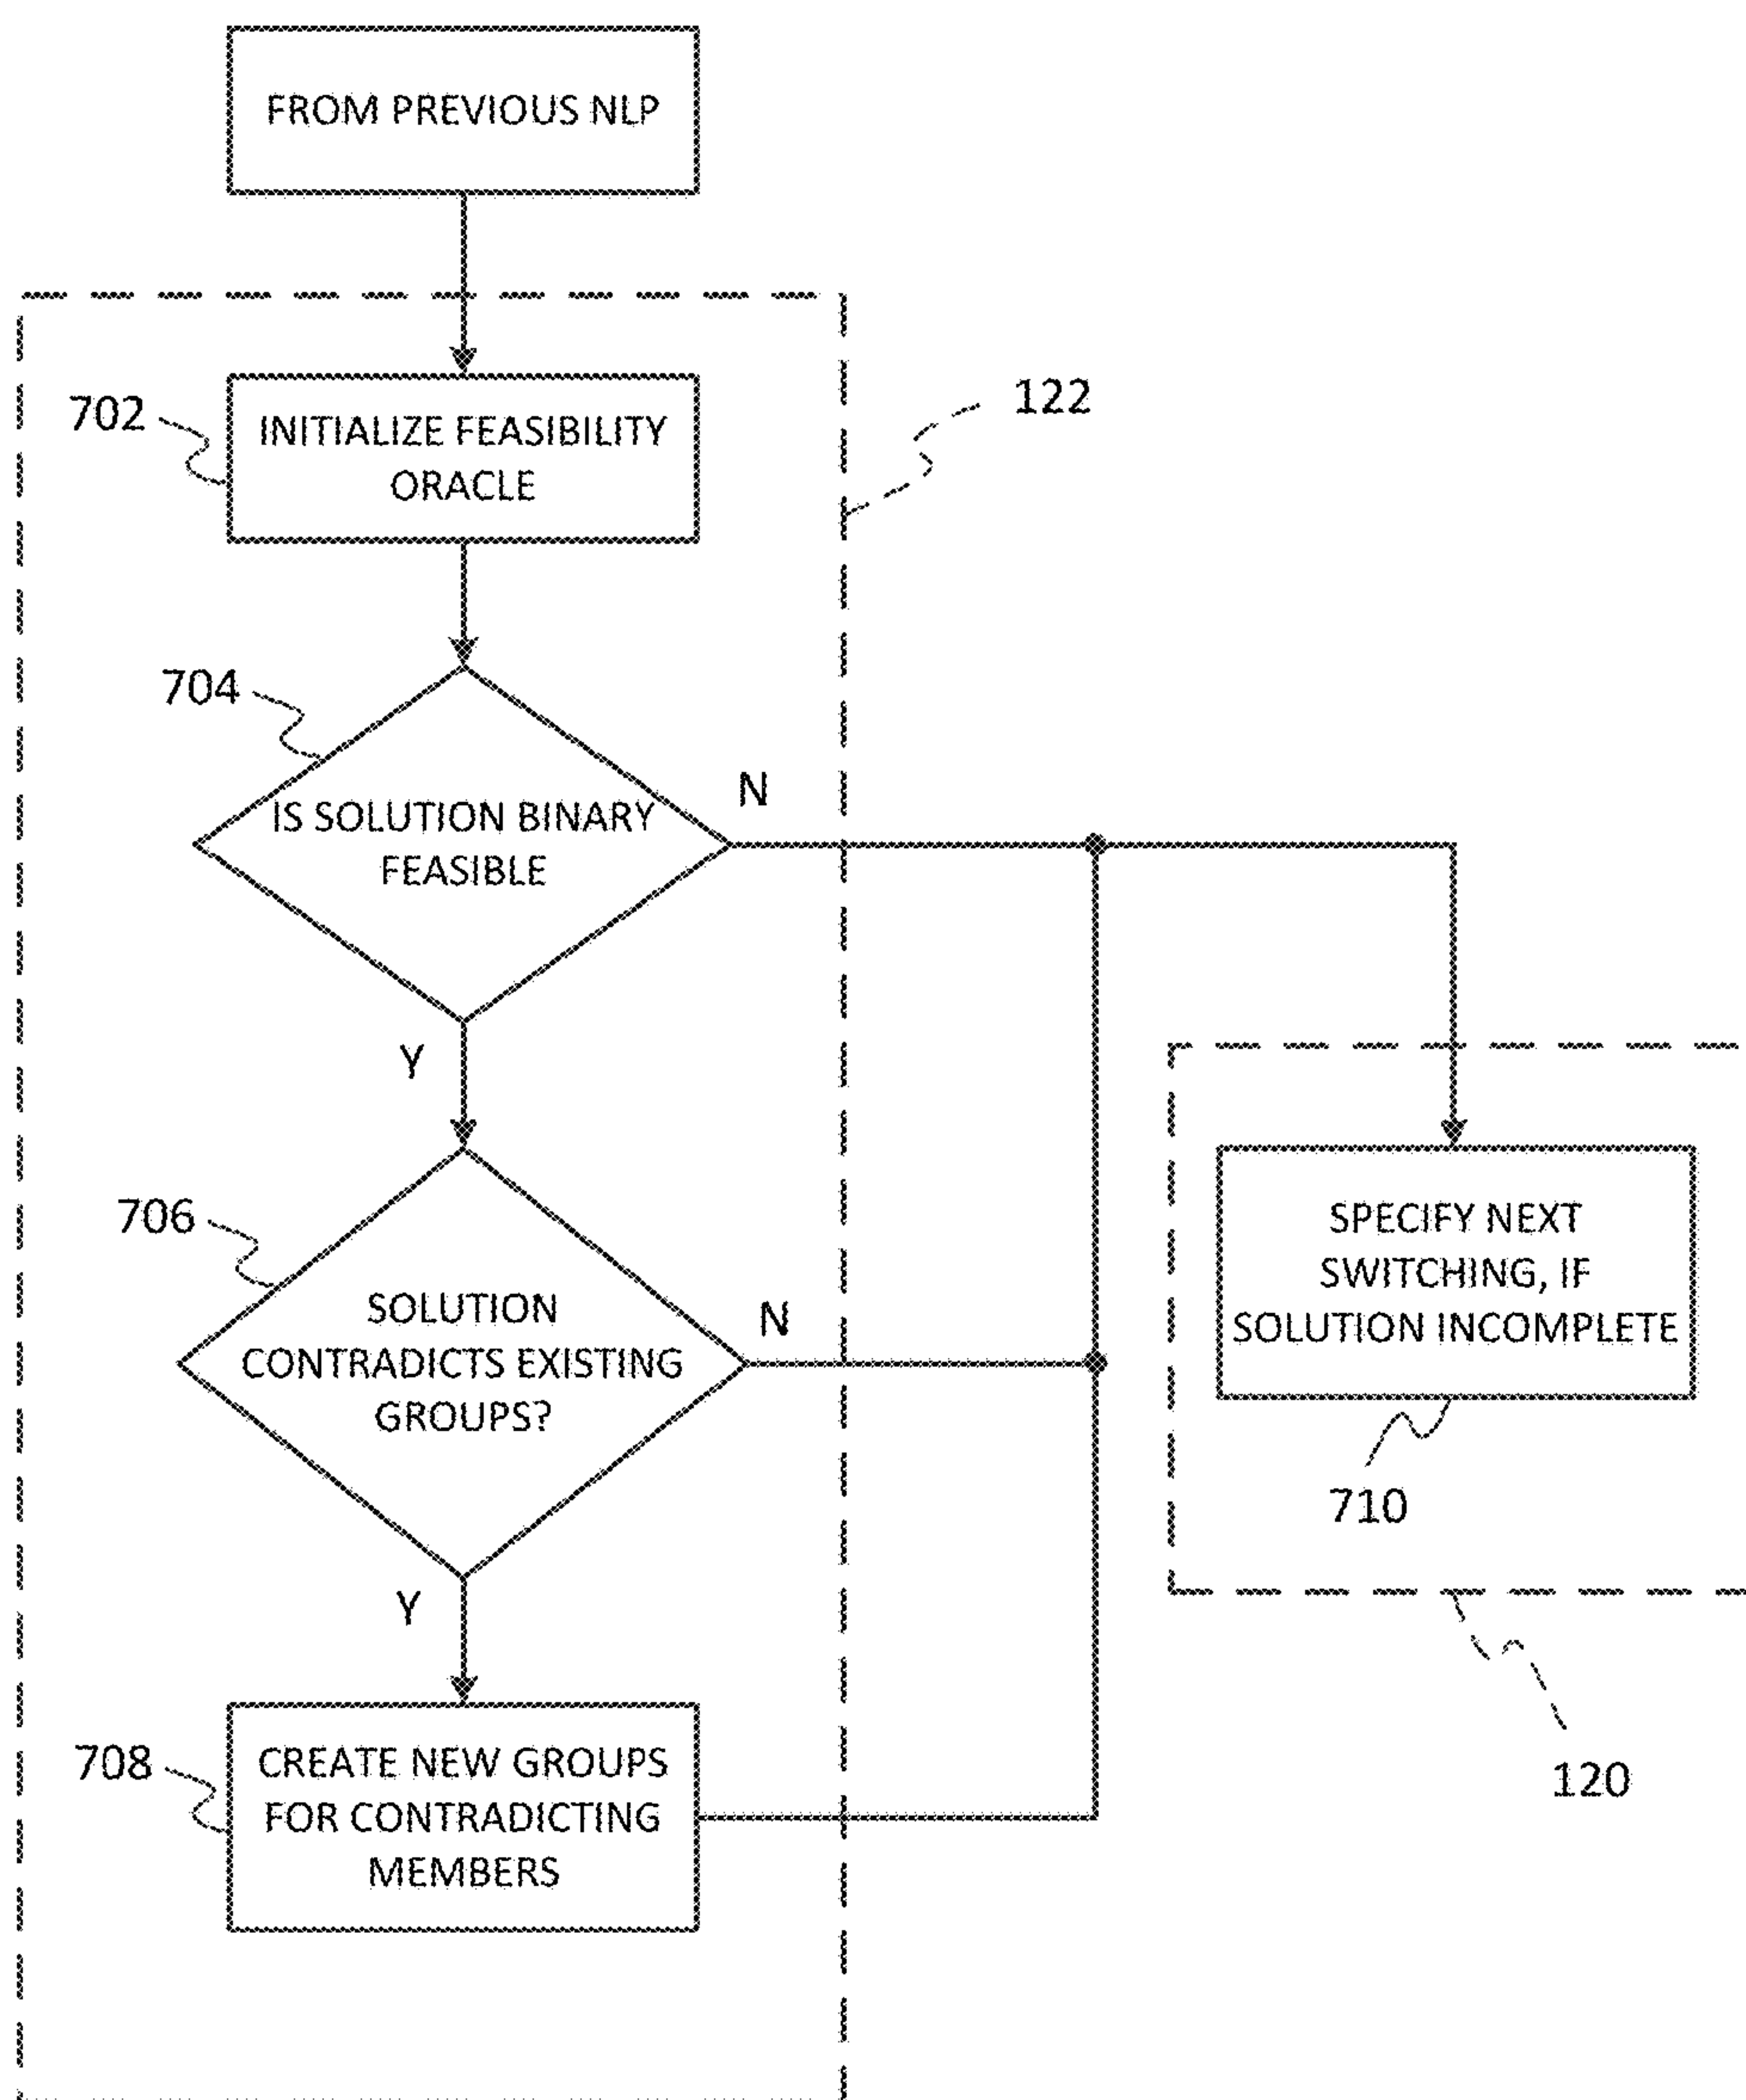 FROM PREVIOUS NLP
702
INITIALIZE FEASIBILITY
ORACLE
122
704
IS SOLUTION BINARY
FEASIBLE
N
Y
706
SOLUTION
CONTRADICTS EXISTING
GROUPS?
N
SPECIFY NEXT
SWITCHING, IF
SOLUTION INCOMPLETE
710
Y
708
CREATE NEW GROUPS
FOR CONTRADICTING
MEMBERS
120